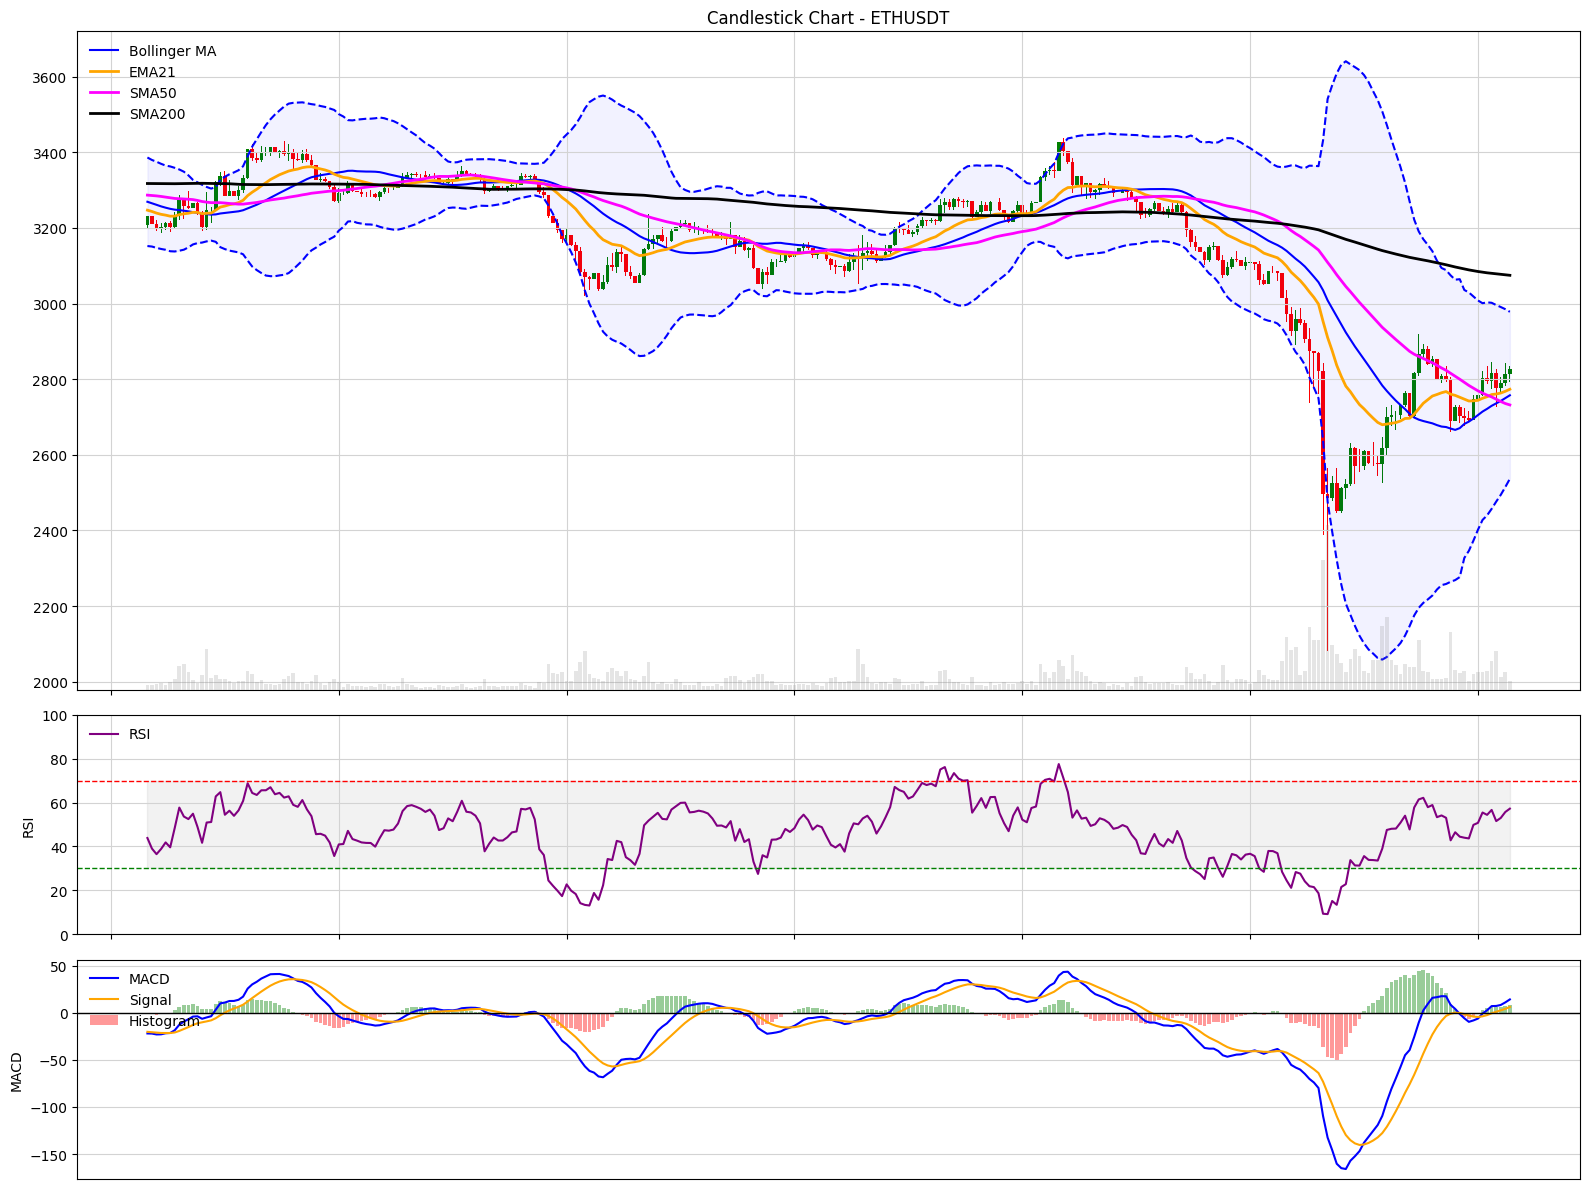 Candlestick Chart - ETHUSDT
Bollinger MA
EMA21
SMA50
SMA200
3600
3400
3200
3000
2800
2600
2400
2200
2000
RSI
100
80
60
40
20
0
RSI
MACD
Signal
Histogram
50
0
−50
−100
−150
MACD